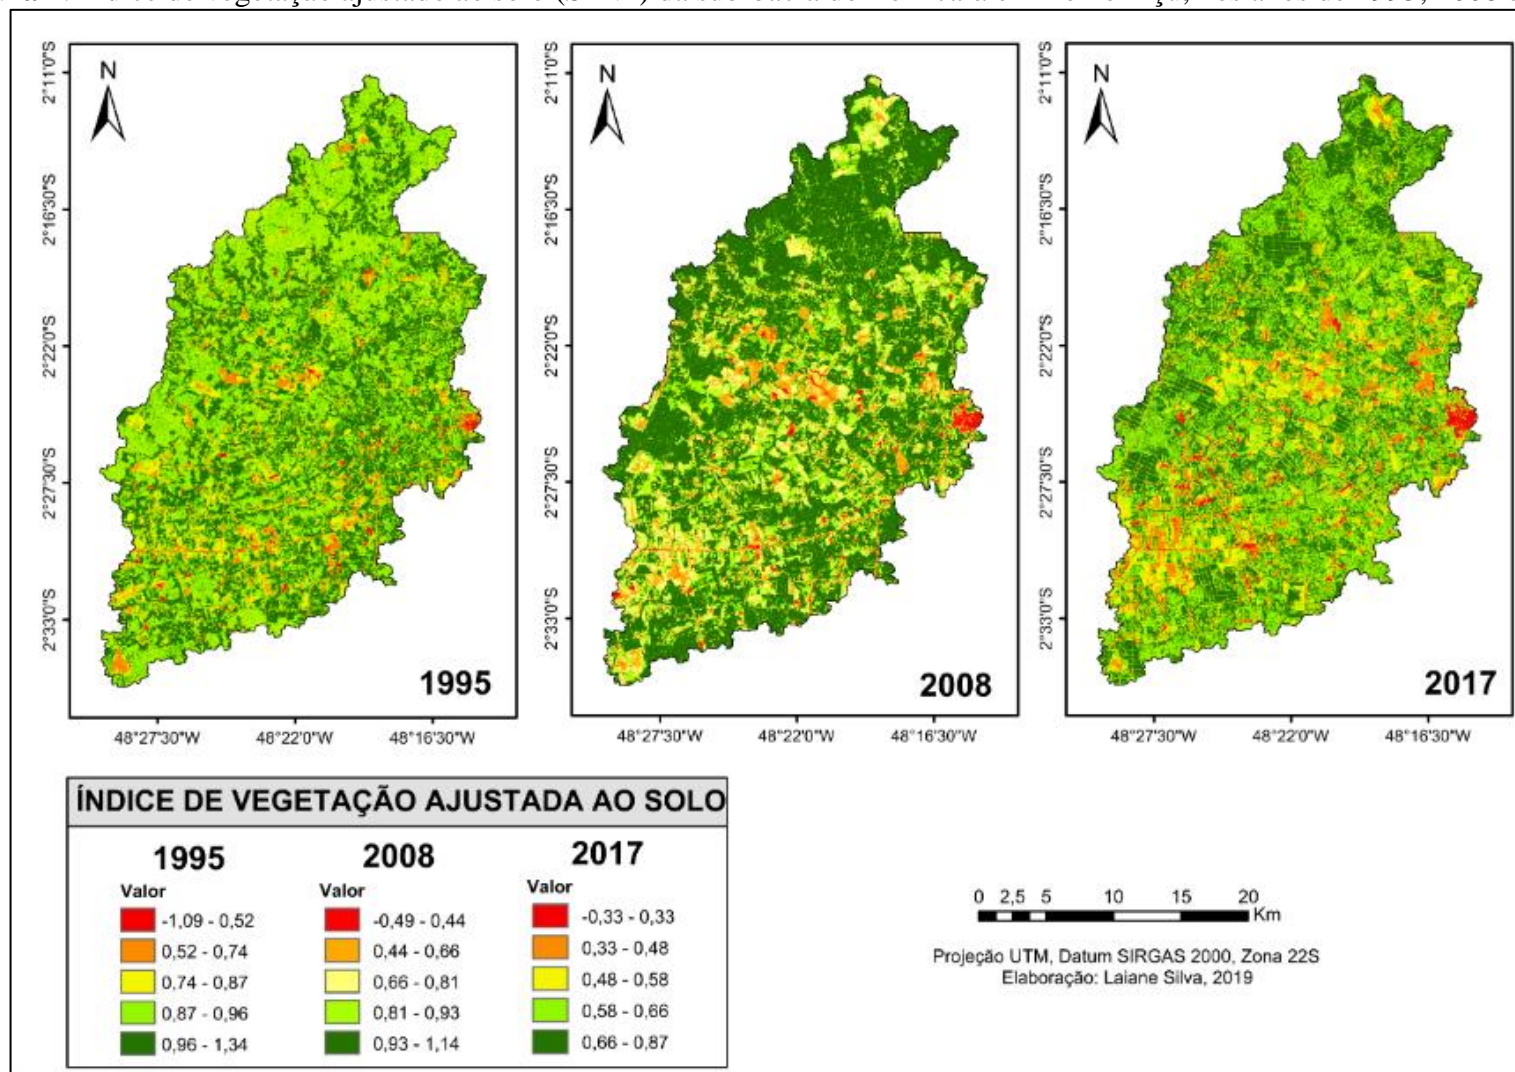 N
2°11'0"S
2°16'30"S
2°22'0"S
2°27'30"S
2°33'0"S
1995
48°27'30"W 48°22'0"W 48°16'30"W
N
2°11'0"S
2°16'30"S
2°22'0"S
2°27'30"S
2°33'0"S
2008
48°27'30"W 48°22'0"W 48°16'30"W
N
2°11'0"S
2°16'30"S
2°22'0"S
2°27'30"S
2°33'0"S
2017
48°27'30"W 48°22'0"W 48°16'30"W
ÍNDICE DE VEGETAÇÃO AJUSTADA AO SOLO
1995
Valor
-1,09 - 0,52
0,52 - 0,74
0,74 - 0,87
0,87 - 0,96
0,96 - 1,34
2008
Valor
-0,49 - 0,44
0,44 - 0,66
0,66 - 0,81
0,81 - 0,93
0,93 - 1,14
2017
Valor
-0,33 - 0,33
0,33 - 0,48
0,48 - 0,58
0,58 - 0,66
0,66 - 0,87
0 2,5 5 10 15 20
Km
Projeção UTM, Datum SIRGAS 2000, Zona 22S
Elaboração: Laiane Silva, 2019